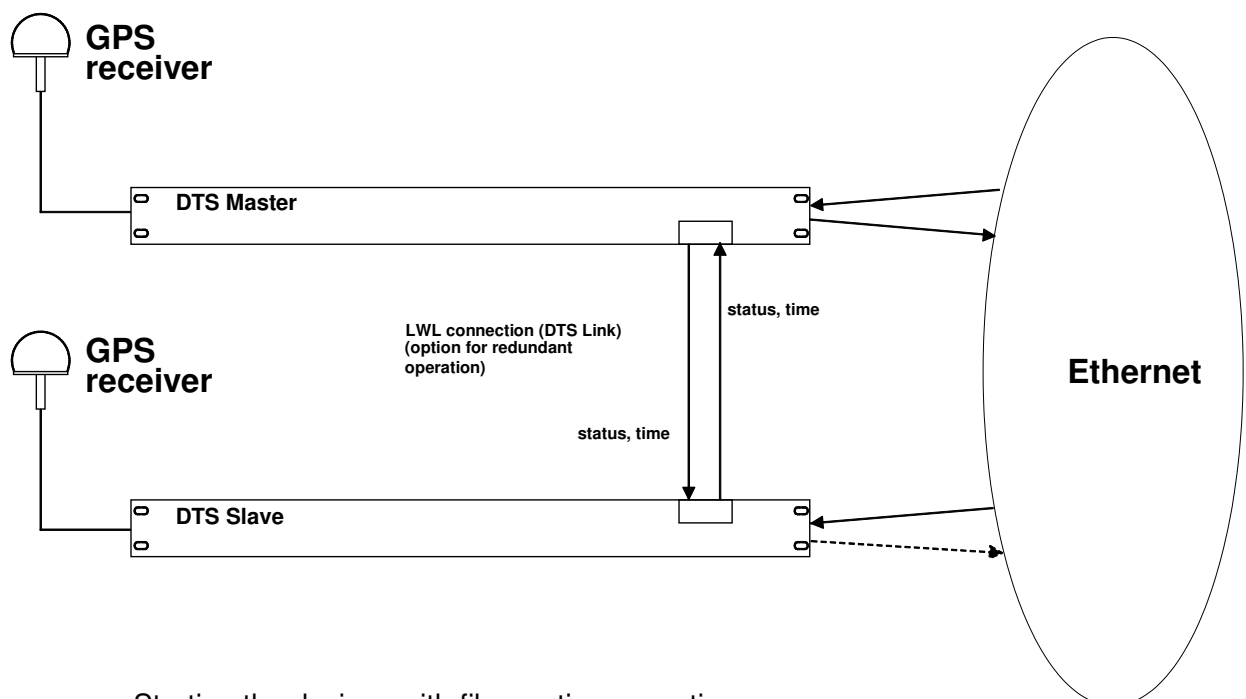 GPS
receiver
DTS Master
status, time
LWL connection (DTS Link)
(option for redundant
operation)
GPS
receiver
Ethernet
status, time
DTS Slave